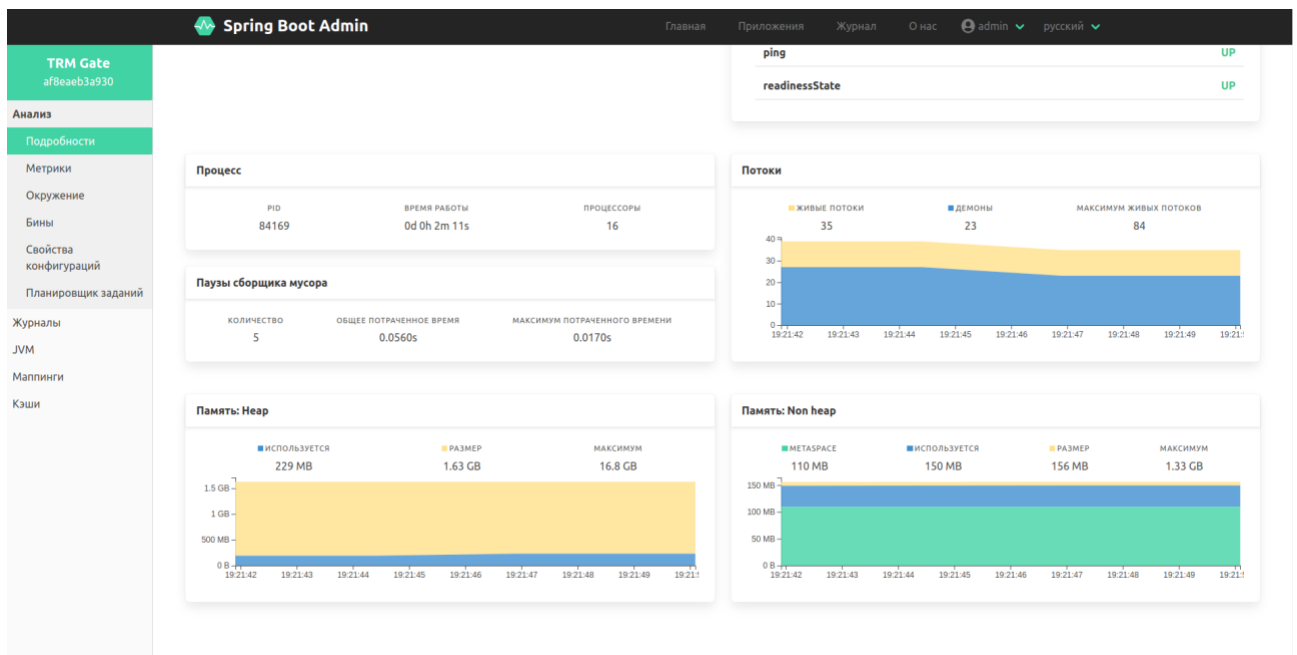 Spring Boot Admin
Главная
Приложения
Журнал
О нас
admin
русский
TRM Gate
af8eaeb3a930
Анализ
Подробности
Метрики
Окружение
Бины
Свойства
конфигураций
Планировщик заданий
Журналы
JVM
Маппинги
Кэши
ping UP
readinessState UP
Процесс
PID ВРЕМЯ РАБОТЫ ПРОЦЕССОРЫ
84169 0d 0h 2m 11s 16
Паузы сборщика мусора
КОЛИЧЕСТВО ОБЩЕЕ ПОТРАЧЕННОЕ ВРЕМЯ МАКСИМУМ ПОТРАЧЕННОГО ВРЕМЕНИ
5 0.0560s 0.0170s
Потоки
ЖИВЫЕ ПОТОКИ ДЕМОНЫ МАКСИМУМ ЖИВЫХ ПОТОКОВ
35 23 84
40
30
20
10
0
19:21:42 19:21:43 19:21:44 19:21:45 19:21:46 19:21:47 19:21:48 19:21:49 19:21:
Память: Heap
ИСПОЛЬЗУЕТСЯ РАЗМЕР МАКСИМУМ
229 MB 1.63 GB 16.8 GB
1.5 GB
1 GB
500 MB
0 B
19:21:42 19:21:43 19:21:44 19:21:45 19:21:46 19:21:47 19:21:48 19:21:49 19:21:
Память: Non heap
METASPACE ИСПОЛЬЗУЕТСЯ РАЗМЕР МАКСИМУМ
110 MB 150 MB 156 MB 1.33 GB
150 MB
100 MB
50 MB
0 B
19:21:42 19:21:43 19:21:44 19:21:45 19:21:46 19:21:47 19:21:48 19:21:49 19:21: